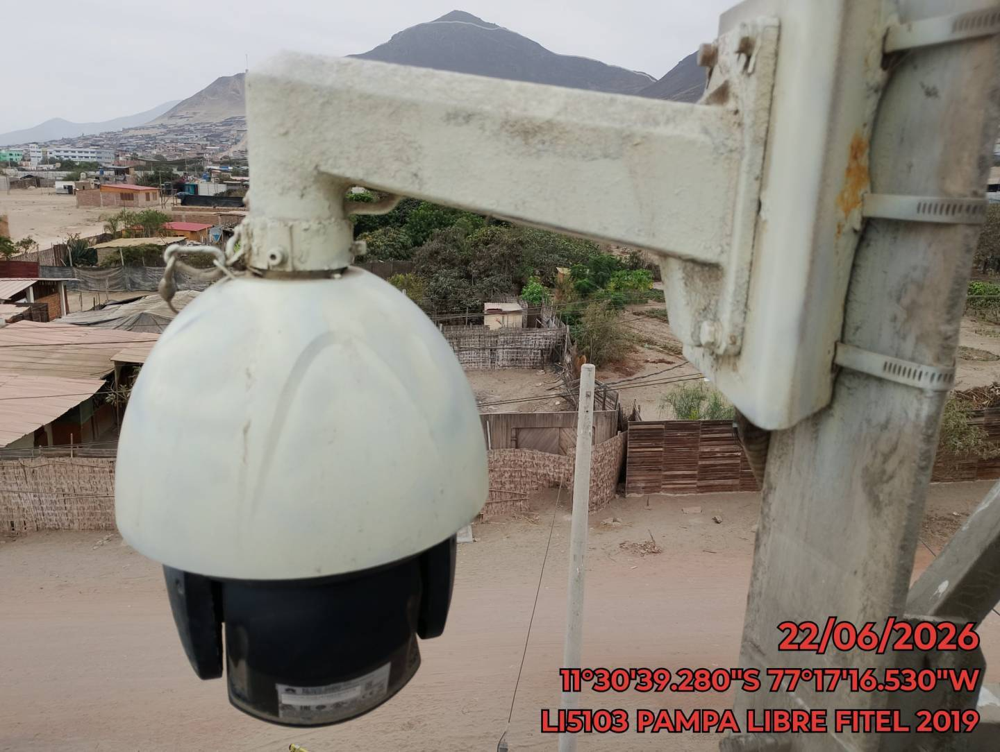 22/06/2026
11°30'39.280"S 77°17'16.530"W
LI5103 PAMPA LIBRE FITEL 2019